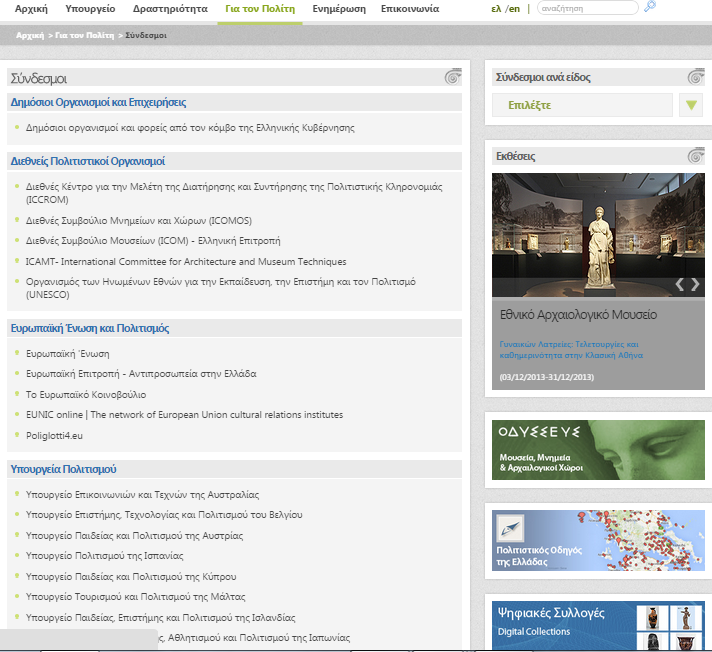 Αρχική Υπουργείο Δραστηριότητα Για τον Πολίτη Ενημέρωση Επικοινωνία ελ /en | αναζήτηση
Αρχική > Για τον Πολίτη > Σύνδεσμοι
Σύνδεσμοι
Δημόσιοι Οργανισμοί και Επιχειρήσεις
Δημόσιοι οργανισμοί και φορείς από τον κόμβο της Ελληνικής Κυβέρνησης
Διεθνείς Πολιτιστικοί Οργανισμοί
Διεθνές Κέντρο για την Μελέτη της Διατήρησης και Συντήρησης της Πολιτιστικής Κληρονομιάς
(ICCROM)
Διεθνές Συμβούλιο Μνημείων και Χώρων (ICOMOS)
Διεθνές Συμβούλιο Μουσείων (ICOM) - Ελληνική Επιτροπή
ICAMT- International Committee for Architecture and Museum Techniques
Οργανισμός των Ηνωμένων Εθνών για την Εκπαίδευση, την Επιστήμη και τον Πολιτισμό
(UNESCO)
Ευρωπαϊκή Ένωση και Πολιτισμός
Ευρωπαϊκή Ένωση
Ευρωπαϊκή Επιτροπή - Αντιπροσωπεία στην Ελλάδα
Το Ευρωπαϊκό Κοινοβούλιο
EUNIC online | The network of European Union cultural relations institutes
Poliglotti4.eu
Υπουργεία Πολιτισμού
Υπουργείο Επικοινωνιών και Τεχνών της Αυστραλίας
Υπουργείο Επιστήμης, Τεχνολογίας και Πολιτισμού του Βελγίου
Υπουργείο Παιδείας και Πολιτισμού της Αυστρίας
Υπουργείο Πολιτισμού της Ισπανίας
Υπουργείο Παιδείας και Πολιτισμού της Κύπρου
Υπουργείο Τουρισμού και Πολιτισμού της Μάλτας
Υπουργείο Παιδείας, Επιστήμης και Πολιτισμού της Ισλανδίας
ς, Αθλητισμού και Πολιτισμού της Ιαπωνίας
Σύνδεσμοι ανά είδος
Επιλέξτε
Εκθέσεις
Εθνικό Αρχαιολογικό Μουσείο
Γυναικών Λατρείες: Τελετουργίες και
καθημερινότητα στην Κλασική Αθήνα
(03/12/2013-31/12/2013)
ΟΔΥΣΣΕΥΣ
Μουσεία, Μνημεία
& Αρχαιλογικοί Χώροι
Πολιτιστικός Οδηγός
της Ελλάδας
Ψηφιακές Συλλογές
Digital Collections